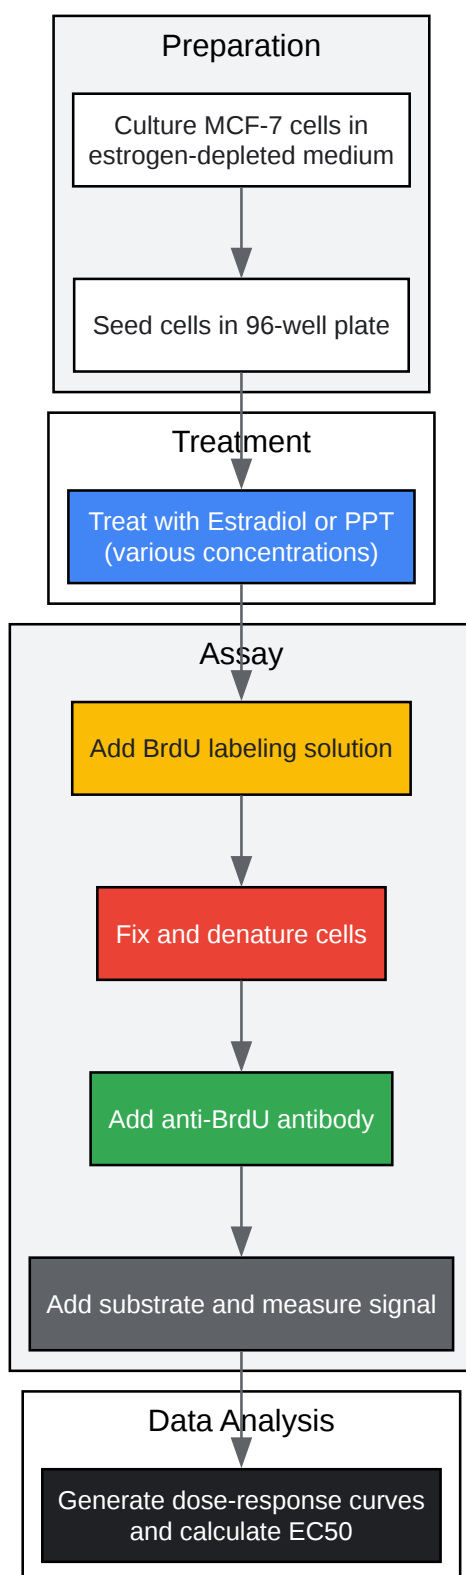 Preparation
Culture MCF-7 cells in
estrogen-depleted medium
Seed cells in 96-well plate
Treatment
Treat with Estradiol or PPT
(various concentrations)
Assay
Add BrdU labeling solution
Fix and denature cells
Add anti-BrdU antibody
Add substrate and measure signal
Data Analysis
Generate dose-response curves
and calculate EC50